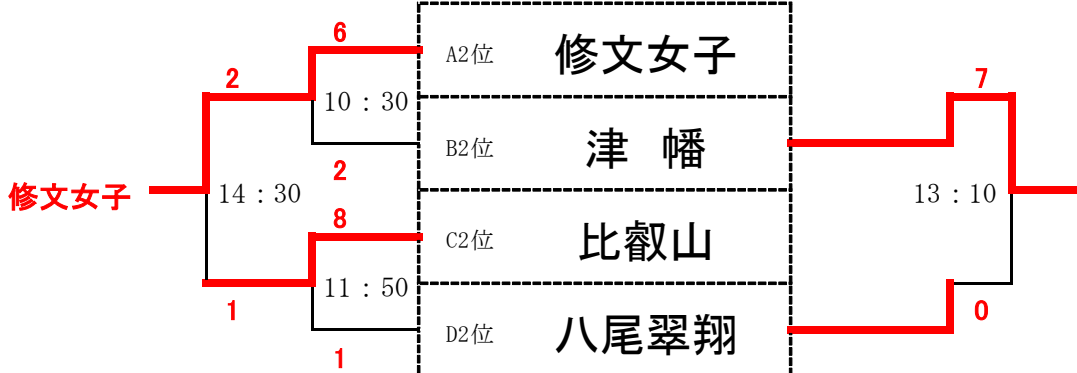 6
A2位 修文女子
2
7
10：30
B2位 津 幡
2
修文女子
14：30
13：10
8
C2位 比叡山
11：50
1
0
D2位 八尾翠翔
1